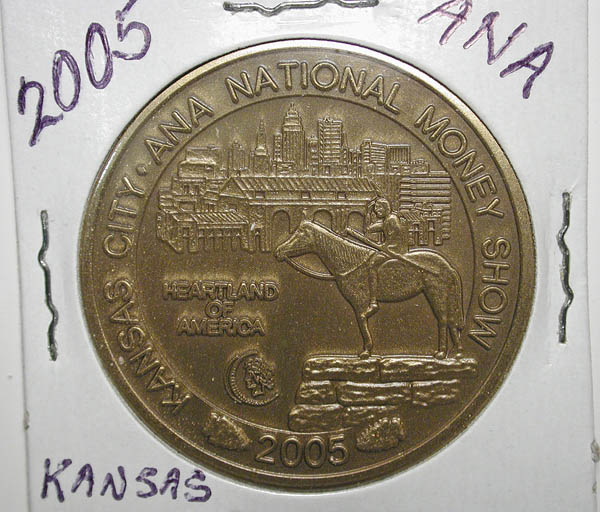 2005
ANA
KANSAS CITY · ANA NATIONAL MONEY SHOW
HEARTLAND
OF
AMERICA
2005
KANSAS